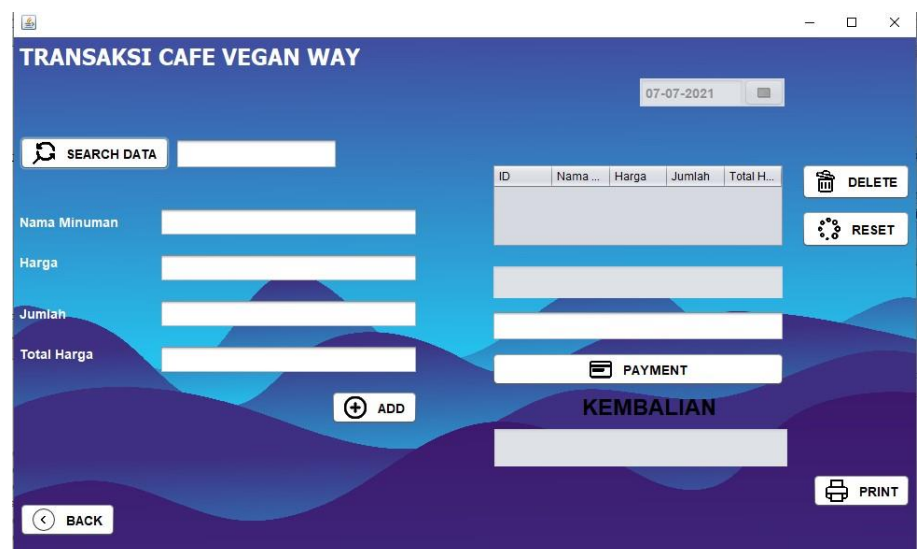 TRANSAKSI CAFE VEGAN WAY
07-07-2021
SEARCH DATA
ID Nama ... Harga Jumlah Total H...
DELETE
RESET
Nama Minuman
Harga
Jumlah
Total Harga
ADD
PAYMENT
KEMBALIAN
PRINT
BACK